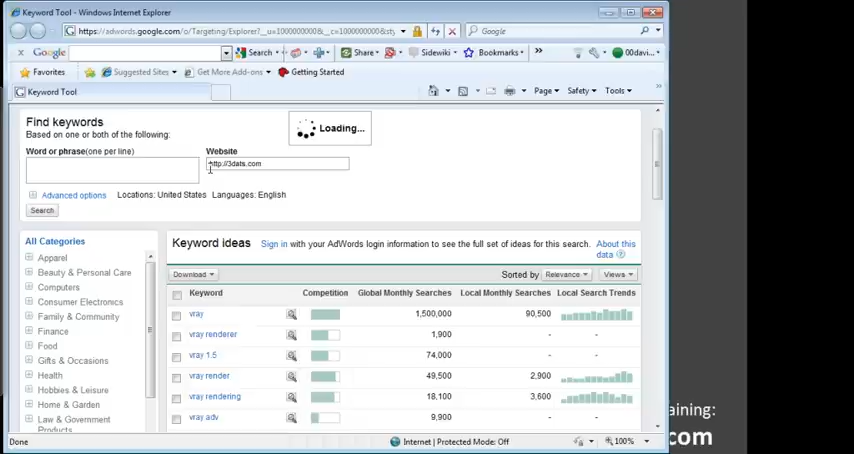 Keyword Tool - Windows Internet Explorer
https://adwords.google.com/o/Targeting/Explorer?__u=1000000000&__c=1000000000&sty
Google
Google Search Share Sidewiki Bookmarks » 00davi...
Favorites Suggested Sites Get More Add-ons Getting Started
Keyword Tool Page Safety Tools
Find keywords
Based on one or both of the following:
Loading...
Word or phrase(one per line) Website
http://3dats.com
Advanced options Locations: United States Languages: English
Search
All Categories
Apparel
Beauty & Personal Care
Computers
Consumer Electronics
Family & Community
Finance
Food
Gifts & Occasions
Health
Hobbies & Leisure
Home & Garden
Law & Government
Products
Keyword ideas Sign in with your AdWords login information to see the full set of ideas for this search. About this
data ?
Download Sorted by Relevance Views
Keyword Competition Global Monthly Searches Local Monthly Searches Local Search Trends
vray 1,500,000 90,500
vray renderer 1,900 - -
vray 1.5 74,000 - -
vray render 49,500 2,900
vray rendering 18,100 3,600
vray adv 9,900 - -
Done Internet | Protected Mode: Off 100%
aining:
com